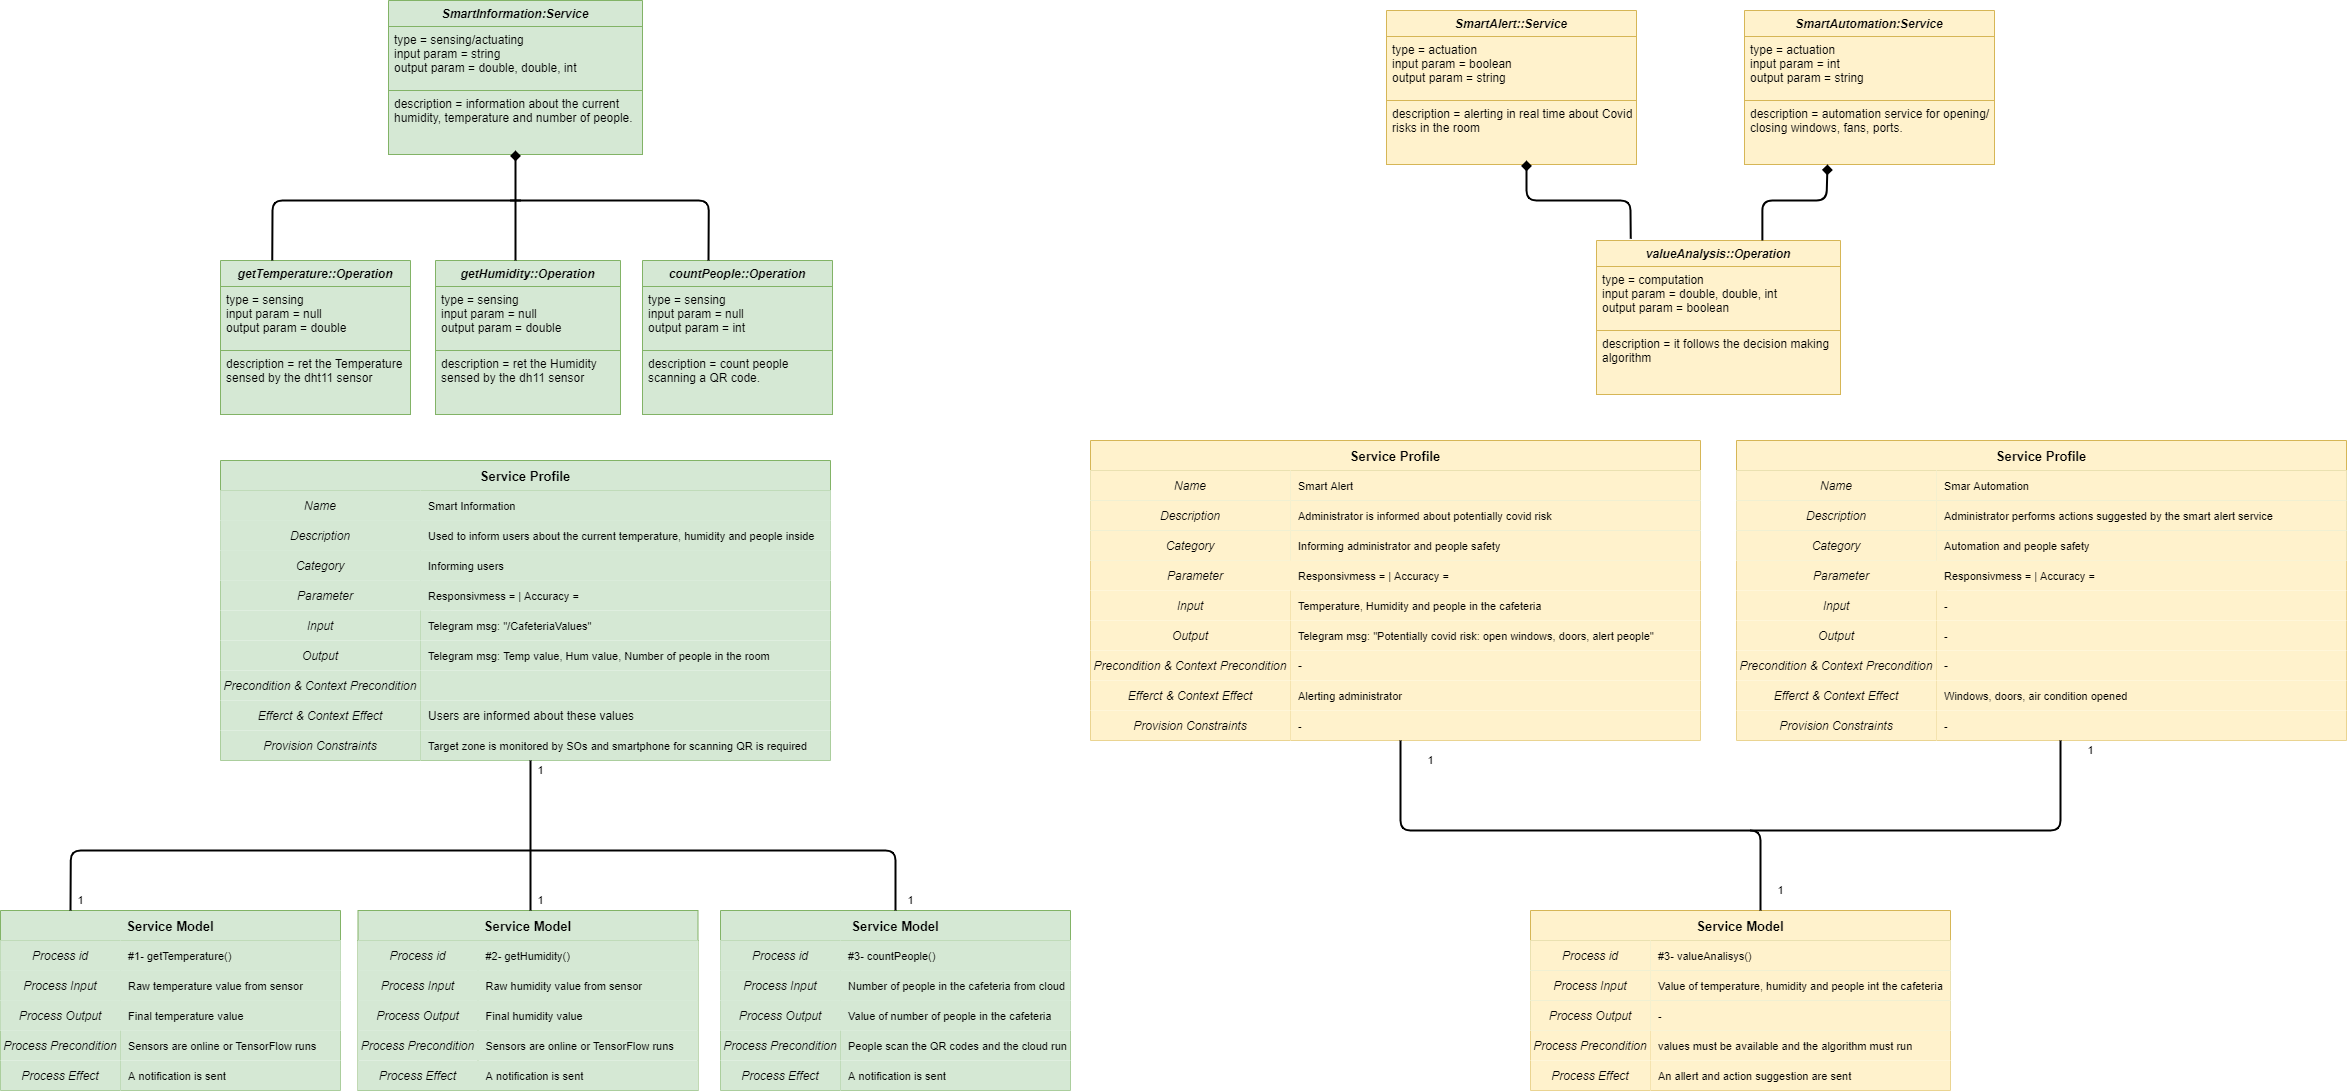 SmartInformation:Service
type = sensing/actuating
input param = string
output param = double, double, int
description = information about the current
humidity, temperature and number of people.
getTemperature::Operation
type = sensing
input param = null
output param = double
description = ret the Temperature
sensed by the dht11 sensor
getHumidity::Operation
type = sensing
input param = null
output param = double
description = ret the Humidity
sensed by the dh11 sensor
countPeople::Operation
type = sensing
input param = null
output param = int
description = count people
scanning a QR code.
SmartAlert::Service
type = actuation
input param = boolean
output param = string
description = alerting in real time about Covid
risks in the room
SmartAutomation:Service
type = actuation
input param = int
output param = string
description = automation service for opening/
closing windows, fans, ports.
valueAnalysis::Operation
type = computation
input param = double, double, int
output param = boolean
description = it follows the decision making
algorithm
Service Profile
Name Smart Information
Description Used to inform users about the current temperature, humidity and people inside
Category Informing users
Parameter Responsivmess = | Accuracy =
Input Telegram msg: "/CafeteriaValues"
Output Telegram msg: Temp value, Hum value, Number of people in the room
Precondition & Context Precondition
Efferct & Context Effect Users are informed about these values
Provision Constraints Target zone is monitored by SOs and smartphone for scanning QR is required
1
1
1
1
Service Model
Process id #1- getTemperature()
Process Input Raw temperature value from sensor
Process Output Final temperature value
Process Precondition Sensors are online or TensorFlow runs
Process Effect A notification is sent
Service Model
Process id #2- getHumidity()
Process Input Raw humidity value from sensor
Process Output Final humidity value
Process Precondition Sensors are online or TensorFlow runs
Process Effect A notification is sent
Service Model
Process id #3- countPeople()
Process Input Number of people in the cafeteria from cloud
Process Output Value of number of people in the cafeteria
Process Precondition People scan the QR codes and the cloud run
Process Effect A notification is sent
Service Profile
Name Smart Alert
Description Administrator is informed about potentially covid risk
Category Informing administrator and people safety
Parameter Responsivmess = | Accuracy =
Input Temperature, Humidity and people in the cafeteria
Output Telegram msg: "Potentially covid risk: open windows, doors, alert people"
Precondition & Context Precondition -
Efferct & Context Effect Alerting administrator
Provision Constraints -
Service Profile
Name Smar Automation
Description Administrator performs actions suggested by the smart alert service
Category Automation and people safety
Parameter Responsivmess = | Accuracy =
Input -
Output -
Precondition & Context Precondition -
Efferct & Context Effect Windows, doors, air condition opened
Provision Constraints -
1
1
1
Service Model
Process id #3- valueAnalisys()
Process Input Value of temperature, humidity and people int the cafeteria
Process Output -
Process Precondition values must be available and the algorithm must run
Process Effect An allert and action suggestion are sent